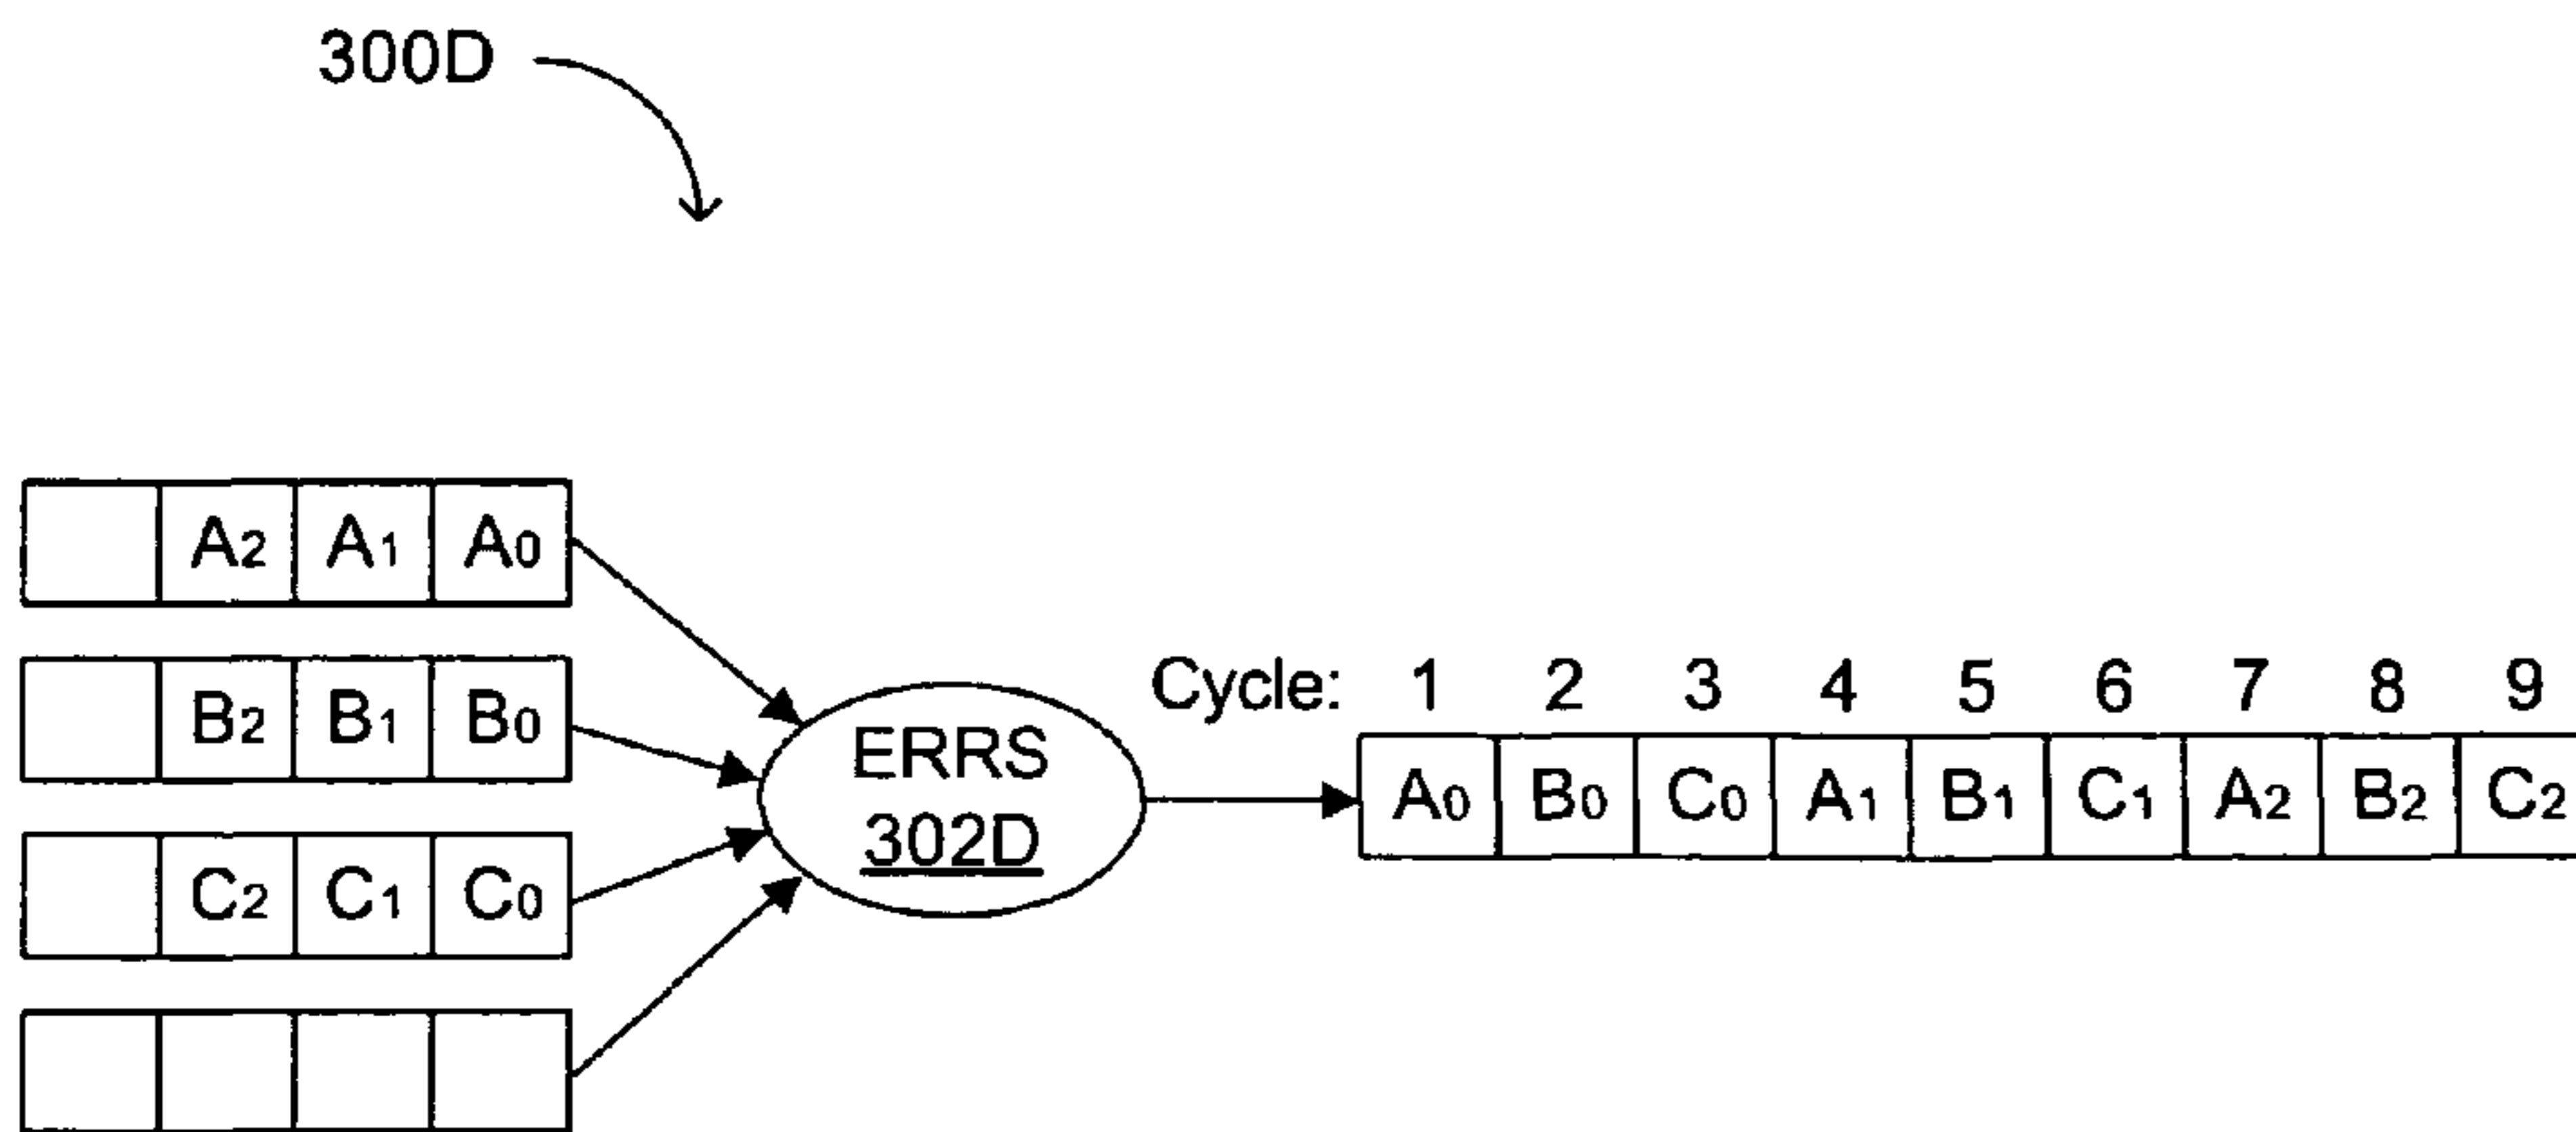 300D
A2 A1 A0
B2 B1 B0
C2 C1 C0
ERRS
302D
Cycle: 1 2 3 4 5 6 7 8 9
A0 B0 C0 A1 B1 C1 A2 B2 C2